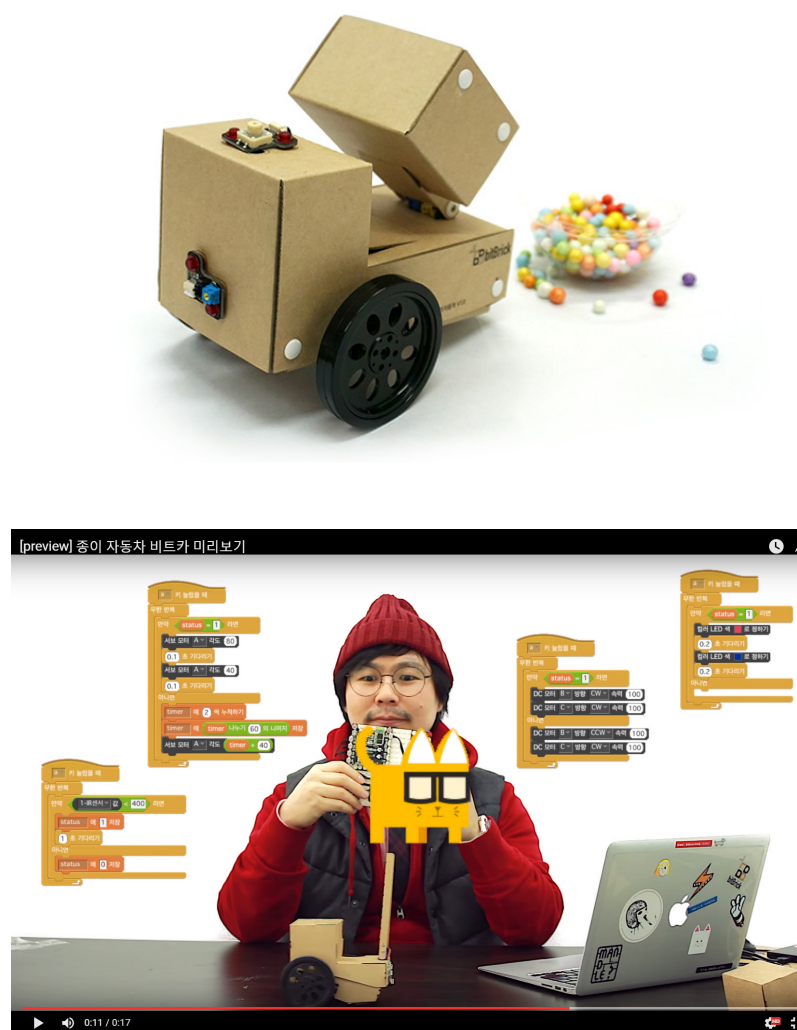 bitBrick
[preview] 종이 자동차 비트카 미리보기
키 눌렸을 때
무한 반복
만약 status = 1 라면
서보 모터 A 각도 80
0.1 초 기다리기
서보 모터 A 각도 40
0.1 초 기다리기
아니면
timer 에 2 씩 누적하기
timer 에 timer 나누기 60 의 나머지 저장
서보 모터 A 각도 timer + 40
키 눌렸을 때
무한 반복
만약 1-IR센서 값 < 400 라면
status 에 1 저장
1 초 기다리기
아니면
status 에 0 저장
키 눌렸을 때
무한 반복
만약 status = 1 라면
DC 모터 B 방향 CW 속력 100
DC 모터 C 방향 CW 속력 100
아니면
DC 모터 B 방향 CCW 속력 100
DC 모터 C 방향 CW 속력 100
키 눌렸을 때
무한 반복
만약 status = 1 라면
컬러 LED 색 로 정하기
0.2 초 기다리기
컬러 LED 색 로 정하기
0.2 초 기다리기
아니면
bitBrick
MAN
D LE?
0:11 / 0:17
HD